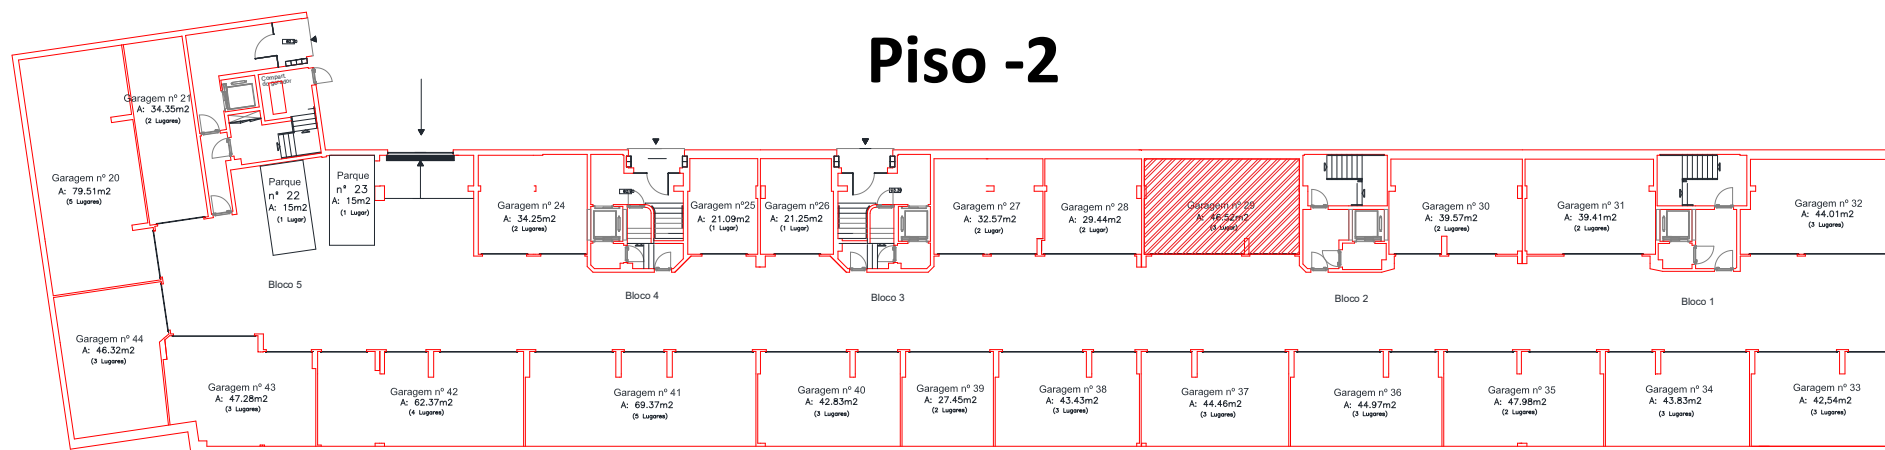 Piso -2
Compart.
Garagem nº 21
A: 34.35m2
(2 Lugares)
Garagem nº 20
A: 79.51m2
(5 Lugares)
Parque
nº 22
A: 15m2
(1 Lugar)
Parque
nº 23
A: 15m2
(1 Lugar)
Garagem nº 24
A: 34.25m2
(2 Lugares)
Garagem nº25
A: 21.09m2
(1 Lugar)
Garagem nº26
A: 21.25m2
(1 Lugar)
Garagem nº 27
A: 32.57m2
(2 Lugar)
Garagem nº 28
A: 29.44m2
(2 Lugar)
Garagem nº 29
A: 46.52m2
(3 Lugar)
Garagem nº 30
A: 39.57m2
(2 Lugares)
Garagem nº 31
A: 39.41m2
(2 Lugares)
Garagem nº 32
A: 44.01m2
(3 Lugares)
Bloco 5
Bloco 4
Bloco 3
Bloco 2
Bloco 1
Garagem nº 44
A: 46.32m2
(3 Lugares)
Garagem nº 43
A: 47.28m2
(3 Lugares)
Garagem nº 42
A: 62.37m2
(4 Lugares)
Garagem nº 41
A: 69.37m2
(5 Lugares)
Garagem nº 40
A: 42.83m2
(3 Lugares)
Garagem nº 39
A: 27.45m2
(2 Lugares)
Garagem nº 38
A: 43.43m2
(3 Lugares)
Garagem nº 37
A: 44.46m2
(3 Lugares)
Garagem nº 36
A: 44.97m2
(3 Lugares)
Garagem nº 35
A: 47.98m2
(2 Lugares)
Garagem nº 34
A: 43.83m2
(3 Lugares)
Garagem nº 33
A: 42,54m2
(3 Lugares)